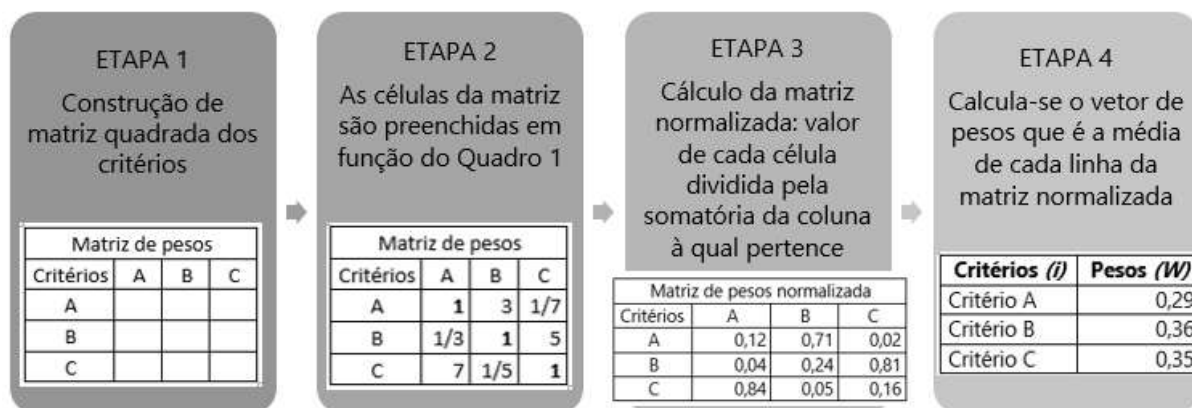 ETAPA 1
Construção de
matriz quadrada dos
critérios
Matriz de pesos
Critérios A B C
A
B
C
ETAPA 2
As células da matriz
são preenchidas em
função do Quadro 1
Matriz de pesos
Critérios A B C
A 1 3 1/7
B 1/3 1 5
C 7 1/5 1
ETAPA 3
Cálculo da matriz
normalizada: valor
de cada célula
dividida pela
somatória da coluna
à qual pertence
Matriz de pesos normalizada
Critérios A B C
A 0,12 0,71 0,02
B 0,04 0,24 0,81
C 0,84 0,05 0,16
ETAPA 4
Calcula-se o vetor de
pesos que é a média
de cada linha da
matriz normalizada
Critérios (i) Pesos (W)
Critério A 0,29
Critério B 0,36
Critério C 0,35